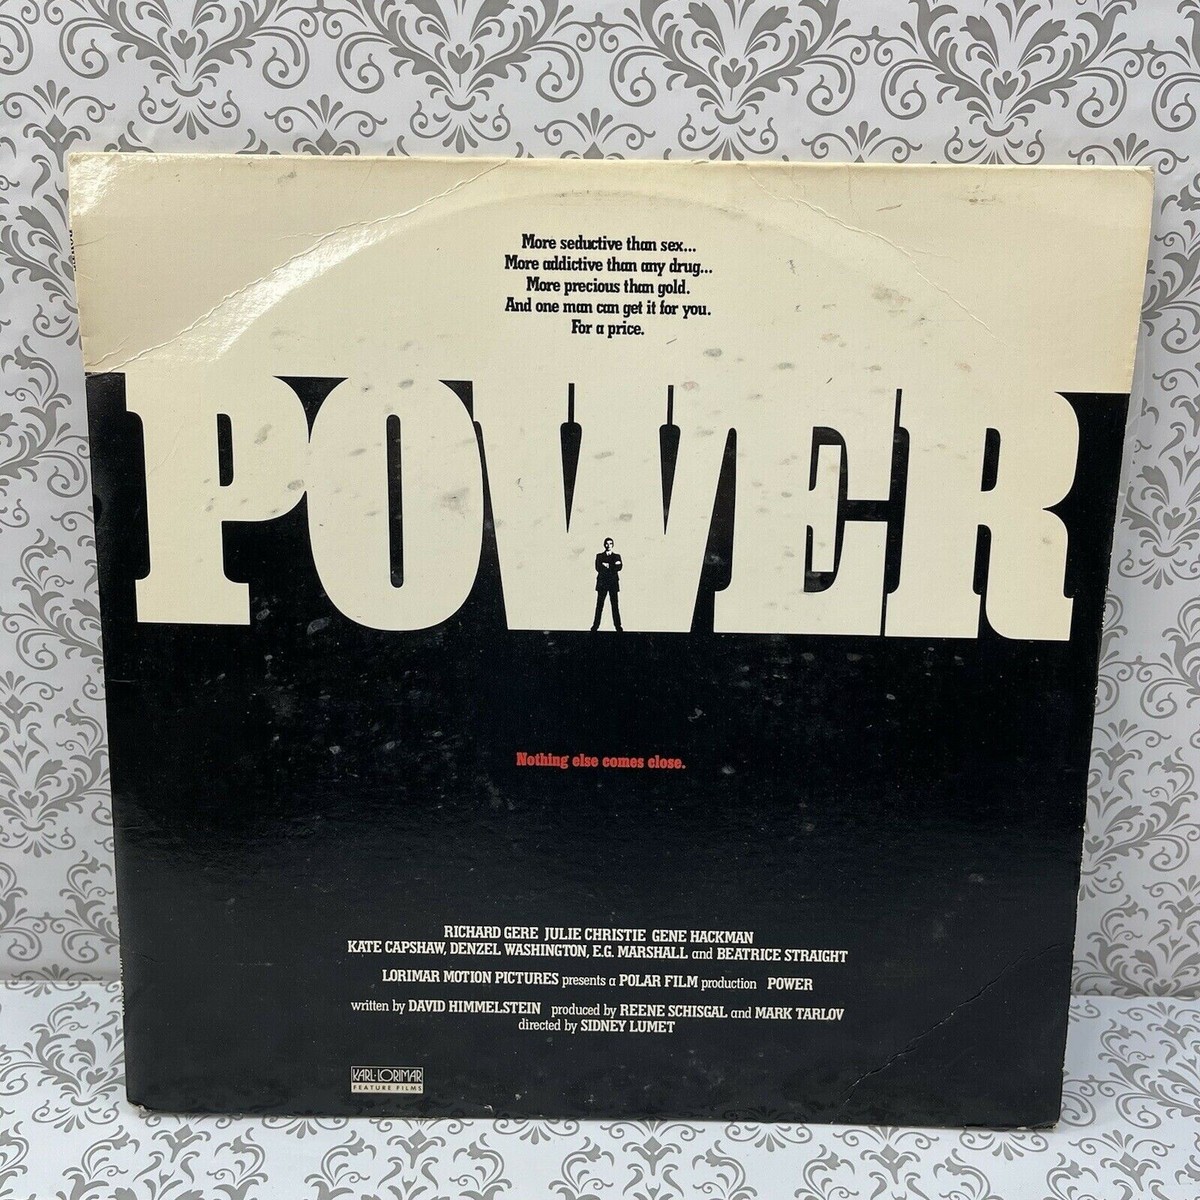 More seductive than sex...
More addictive than any drug...
More precious than gold.
And one man can get it for you.
For a price.
POWER
Nothing else comes close.
RICHARD GERE JULIE CHRISTIE GENE HACKMAN
KATE CAPSHAW, DENZEL WASHINGTON, E.G. MARSHALL and BEATRICE STRAIGHT
LORIMAR MOTION PICTURES presents a POLAR FILM production POWER
written by DAVID HIMMELSTEIN produced by REENE SCHISGAL and MARK TARLOV
directed by SIDNEY LUMET
KARL·LORIMAR
FEATURE FILMS